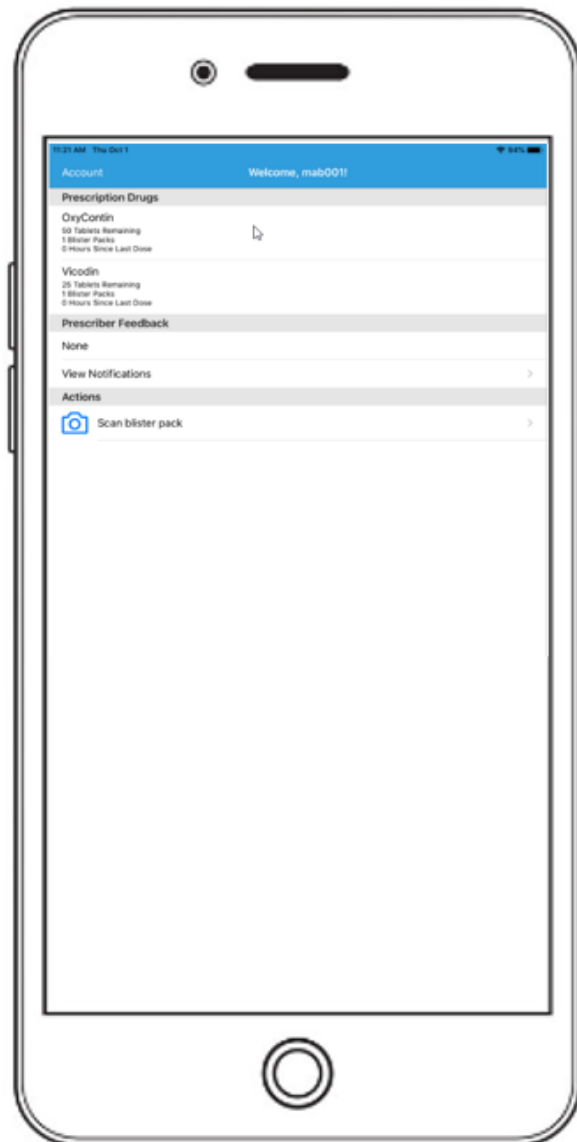 11:21 AM Thu Oct 1 94%
Account Welcome, mab001!
Prescription Drugs
OxyContin
50 Tablets Remaining
1 Blister Packs
0 Hours Since Last Dose
Vicodin
25 Tablets Remaining
1 Blister Packs
0 Hours Since Last Dose
Prescriber Feedback
None
View Notifications
Actions
Scan blister pack